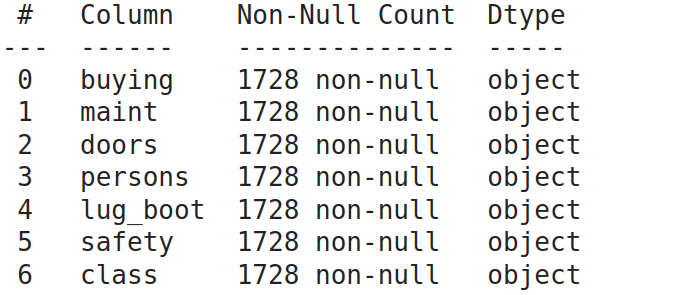 #   Column    Non-Null Count  Dtype
---  ------    --------------  -----
0   buying    1728 non-null   object
1   maint     1728 non-null   object
2   doors     1728 non-null   object
3   persons   1728 non-null   object
4   lug_boot  1728 non-null   object
5   safety    1728 non-null   object
6   class     1728 non-null   object